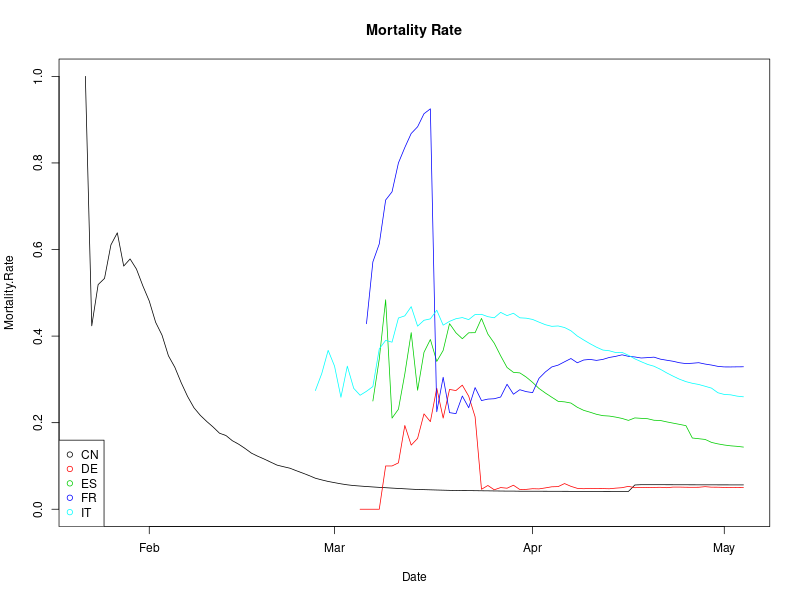 Mortality Rate
Mortality.Rate
1.0
0.8
0.6
0.4
0.2
0.0
CN
DE
ES
FR
IT
Feb
Mar
Apr
May
Date